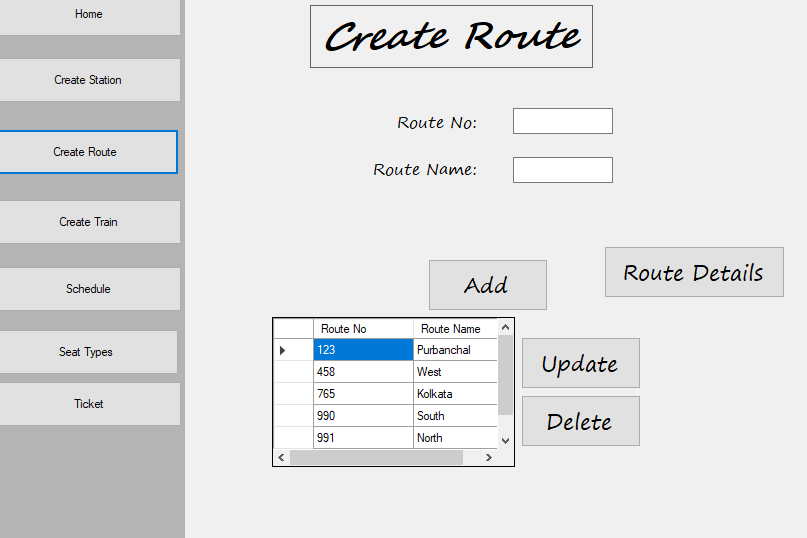 Home
Create Station
Create Route
Create Train
Schedule
Seat Types
Ticket
Create Route
Route No:
Route Name:
Add
Route Details
Route No Route Name
123 Purbanchal
458 West
765 Kolkata
990 South
991 North
Update
Delete